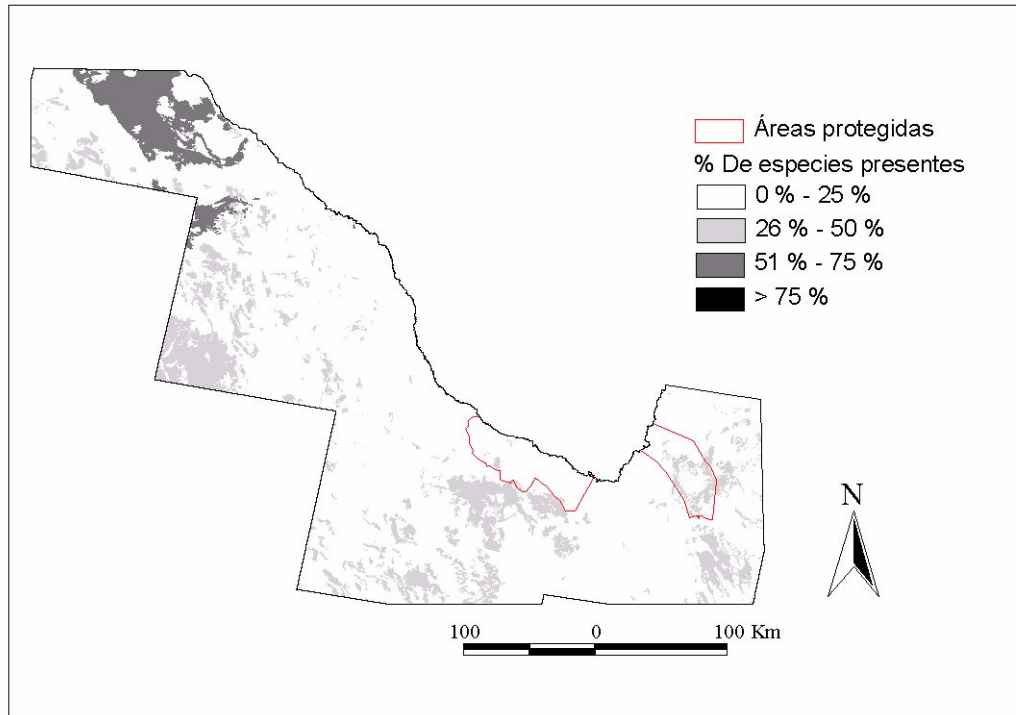 Áreas protegidas
% De especies presentes
0 % - 25 %
26 % - 50 %
51 % - 75 %
> 75 %
N
100 0 100 Km